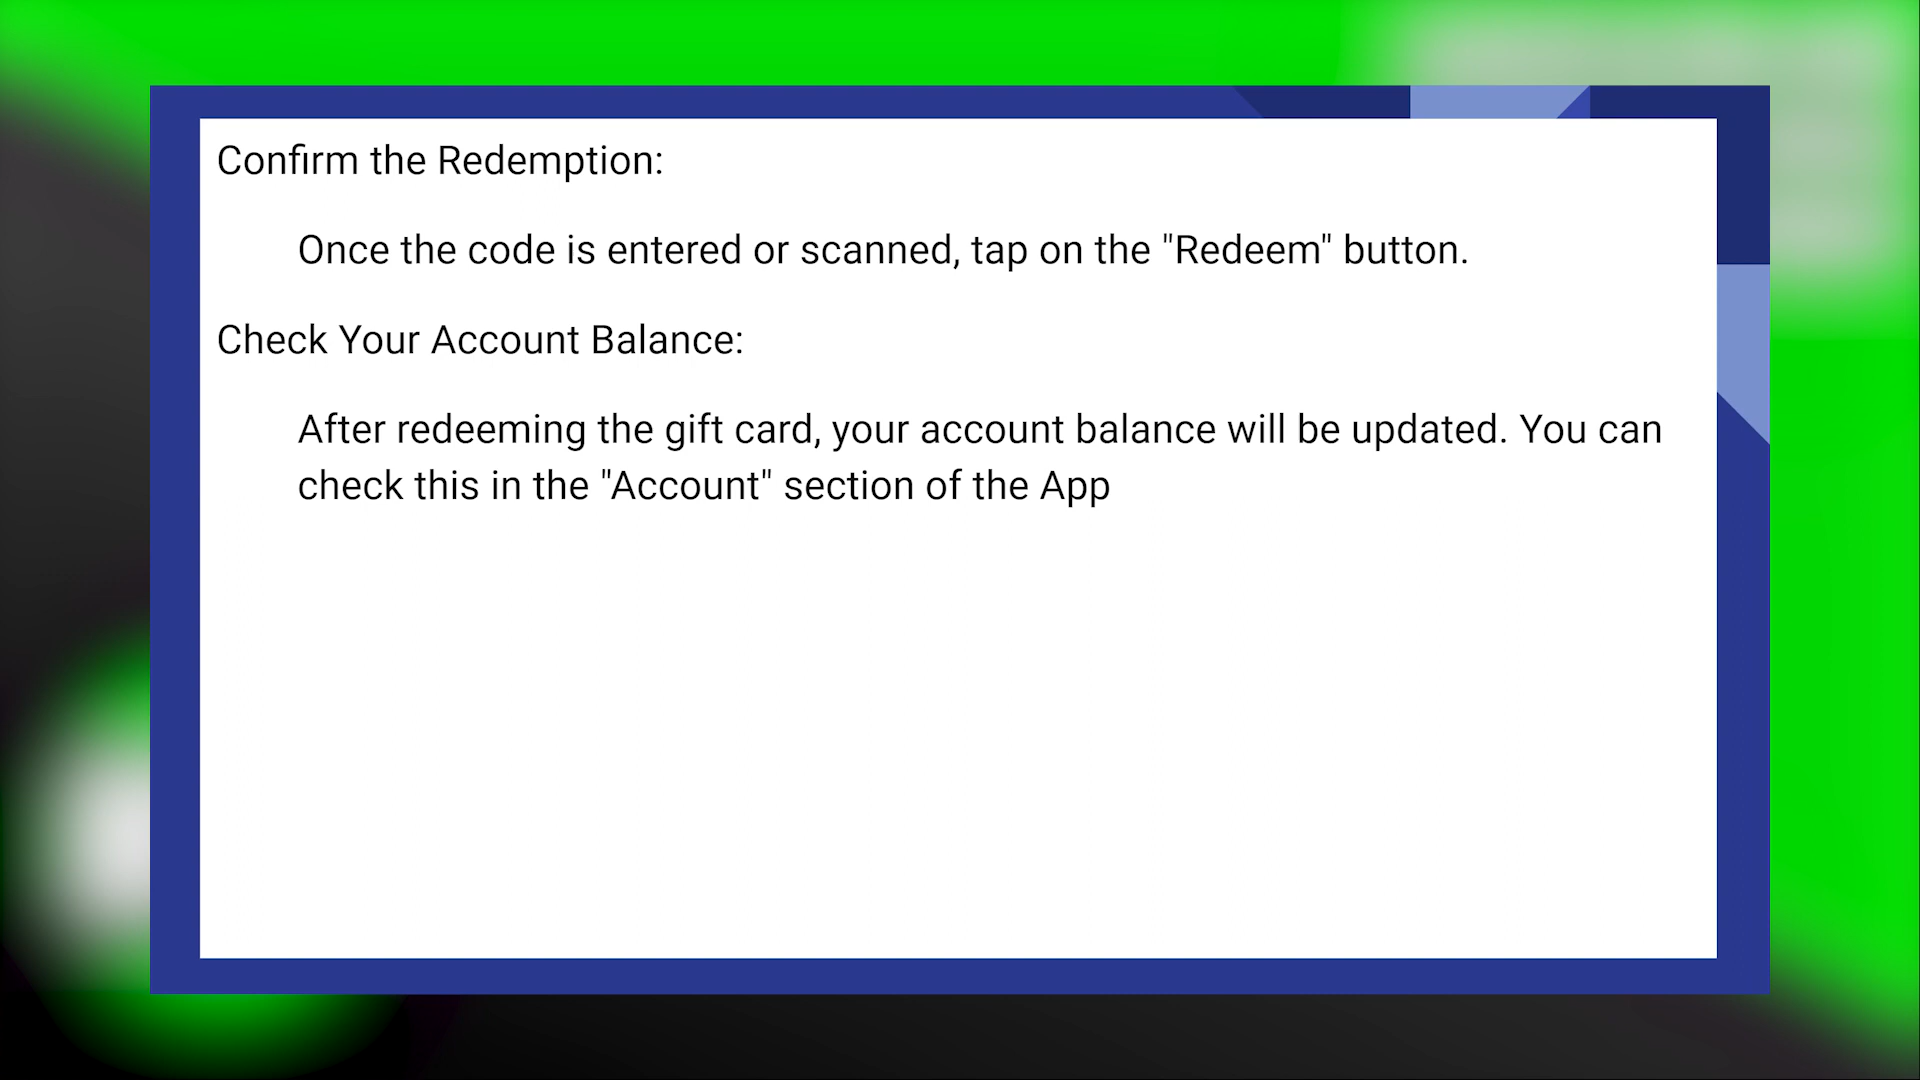 Confirm the Redemption:
Once the code is entered or scanned, tap on the "Redeem" button.
Check Your Account Balance:
After redeeming the gift card, your account balance will be updated. You can
check this in the "Account" section of the App